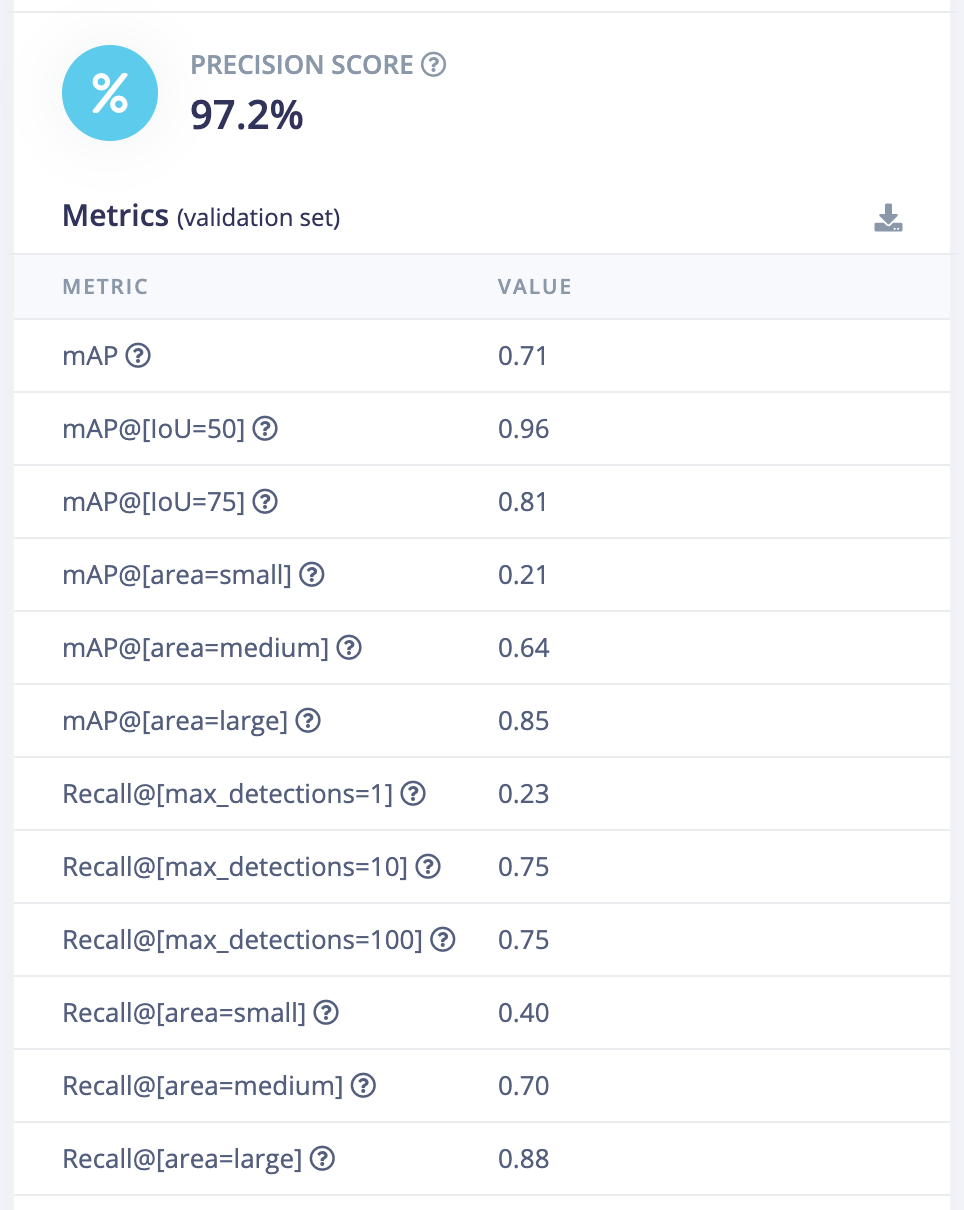 %
PRECISION SCORE ?
97.2%
Metrics (validation set)
METRIC VALUE
mAP ? 0.71
mAP@[IoU=50] ? 0.96
mAP@[IoU=75] ? 0.81
mAP@[area=small] ? 0.21
mAP@[area=medium] ? 0.64
mAP@[area=large] ? 0.85
Recall@[max_detections=1] ? 0.23
Recall@[max_detections=10] ? 0.75
Recall@[max_detections=100] ? 0.75
Recall@[area=small] ? 0.40
Recall@[area=medium] ? 0.70
Recall@[area=large] ? 0.88